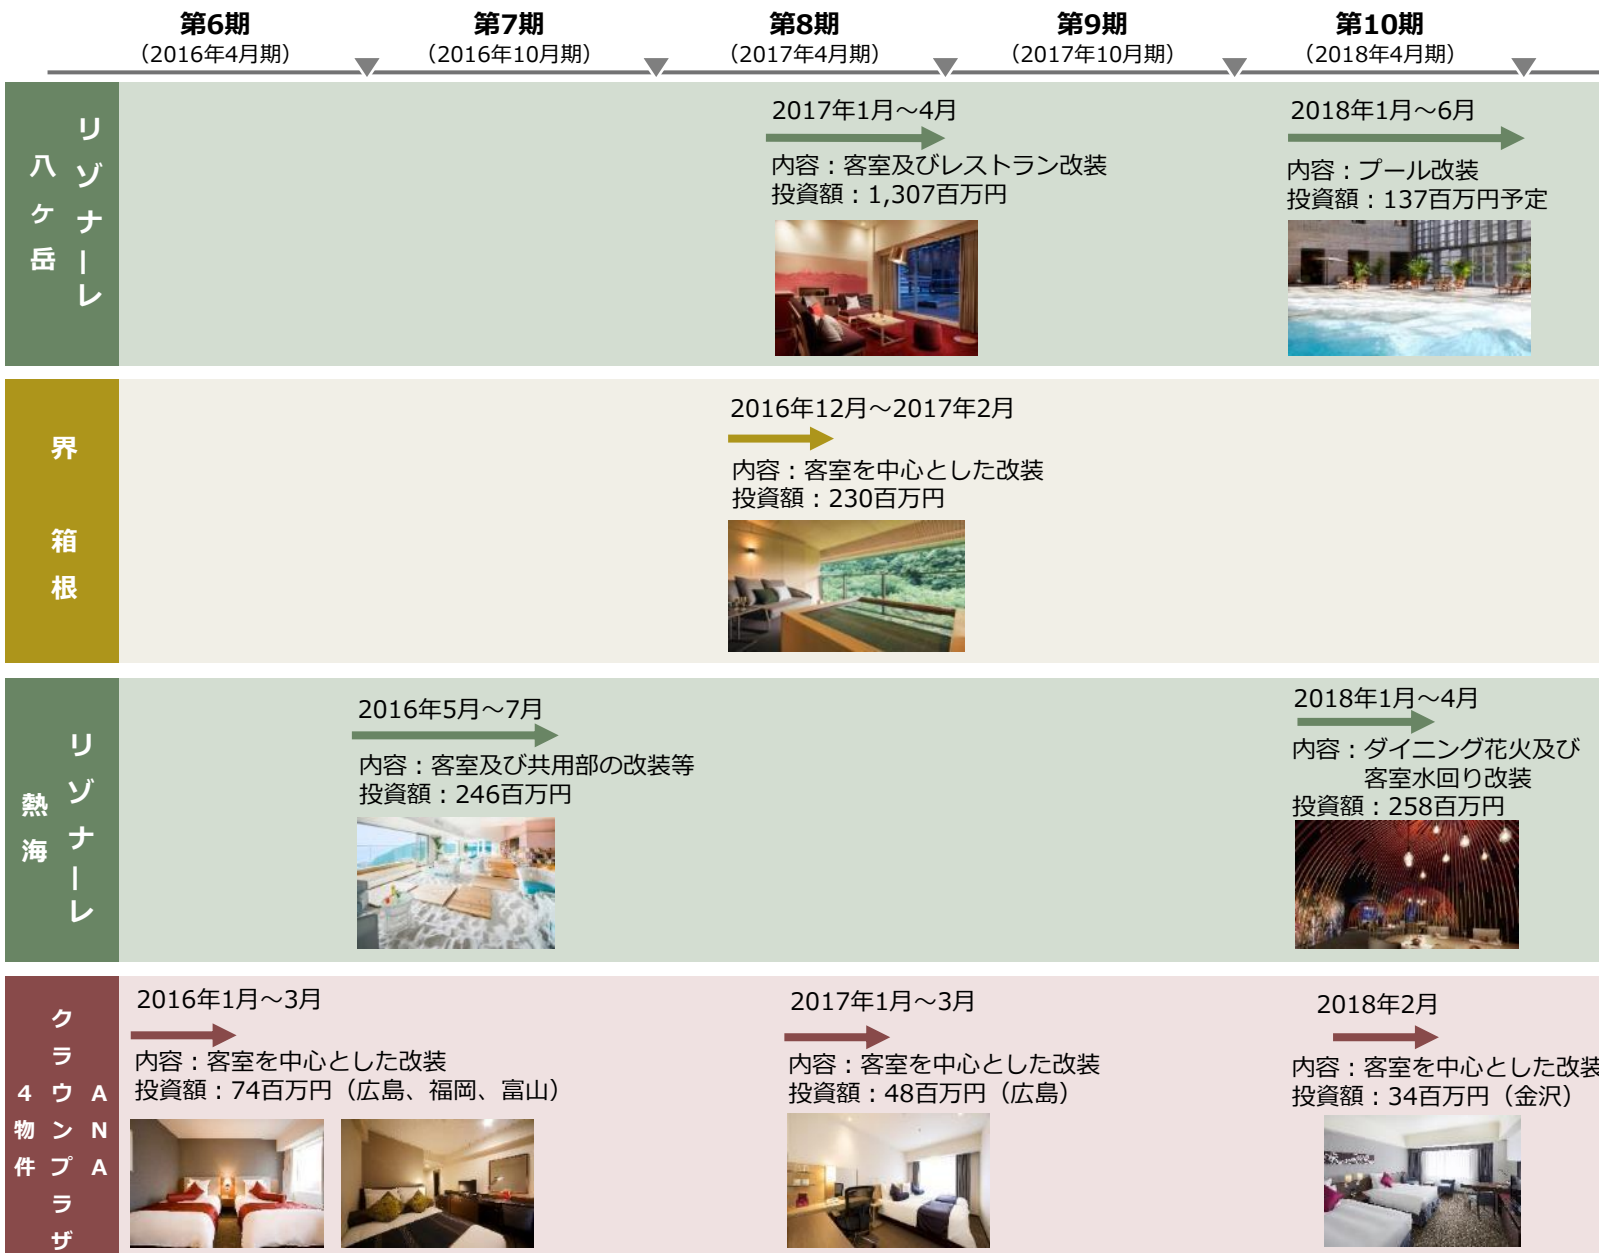 第6期
(2016年4月期)
第7期
(2016年10月期)
第8期
(2017年4月期)
第9期
(2017年10月期)
第10期
(2018年4月期)
リゾナーレ
八ケ岳
2017年1月～4月
内容：客室及びレストラン改装
投資額：1,307百万円
2018年1月～6月
内容：プール改装
投資額：137百万円予定
界 箱根
2016年12月～2017年2月
内容：客室を中心とした改装
投資額：230百万円
リゾナーレ
熱海
2016年5月～7月
内容：客室及び共用部の改装等
投資額：246百万円
2018年1月～4月
内容：ダイニング花火及び
客室水回り改装
投資額：258百万円
ANA
クラウンプラザ
4物件
2016年1月～3月
内容：客室を中心とした改装
投資額：74百万円（広島、福岡、富山）
2017年1月～3月
内容：客室を中心とした改装
投資額：48百万円（広島）
2018年2月
内容：客室を中心とした改装
投資額：34百万円（金沢）